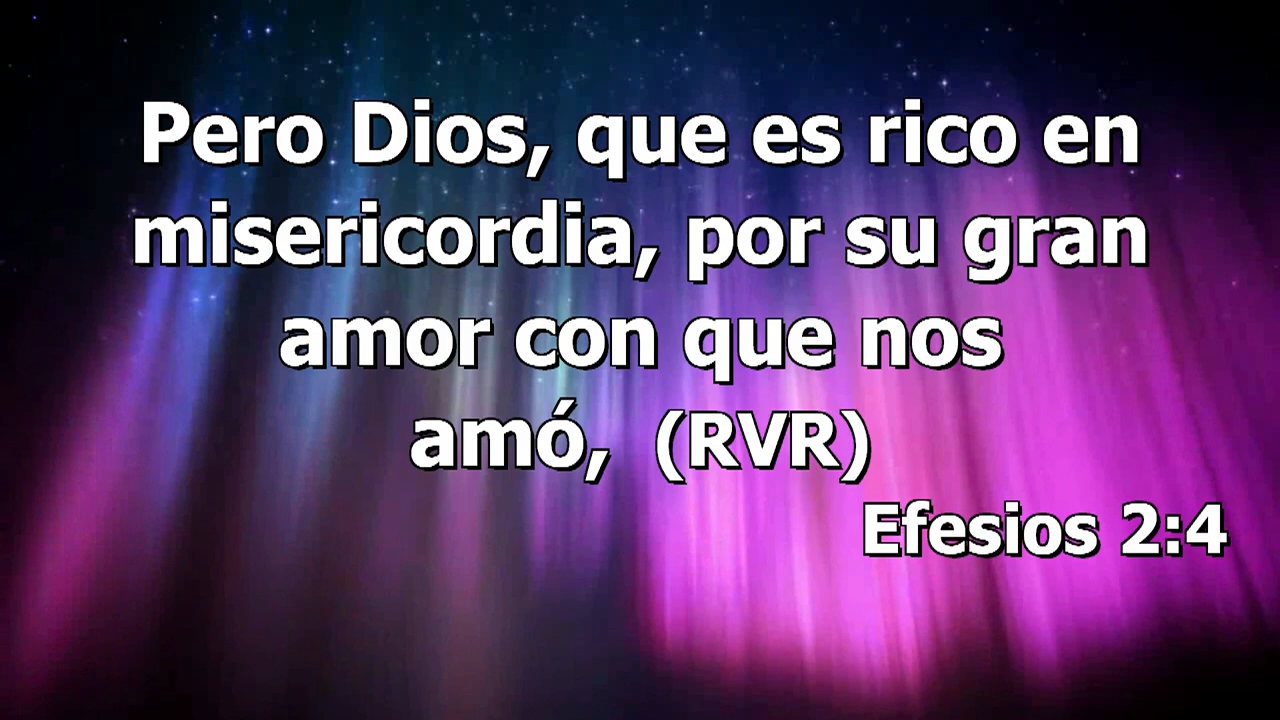 Pero Dios, que es rico en
misericordia, por su gran
amor con que nos
amó,  (RVR)
Efesios 2:4